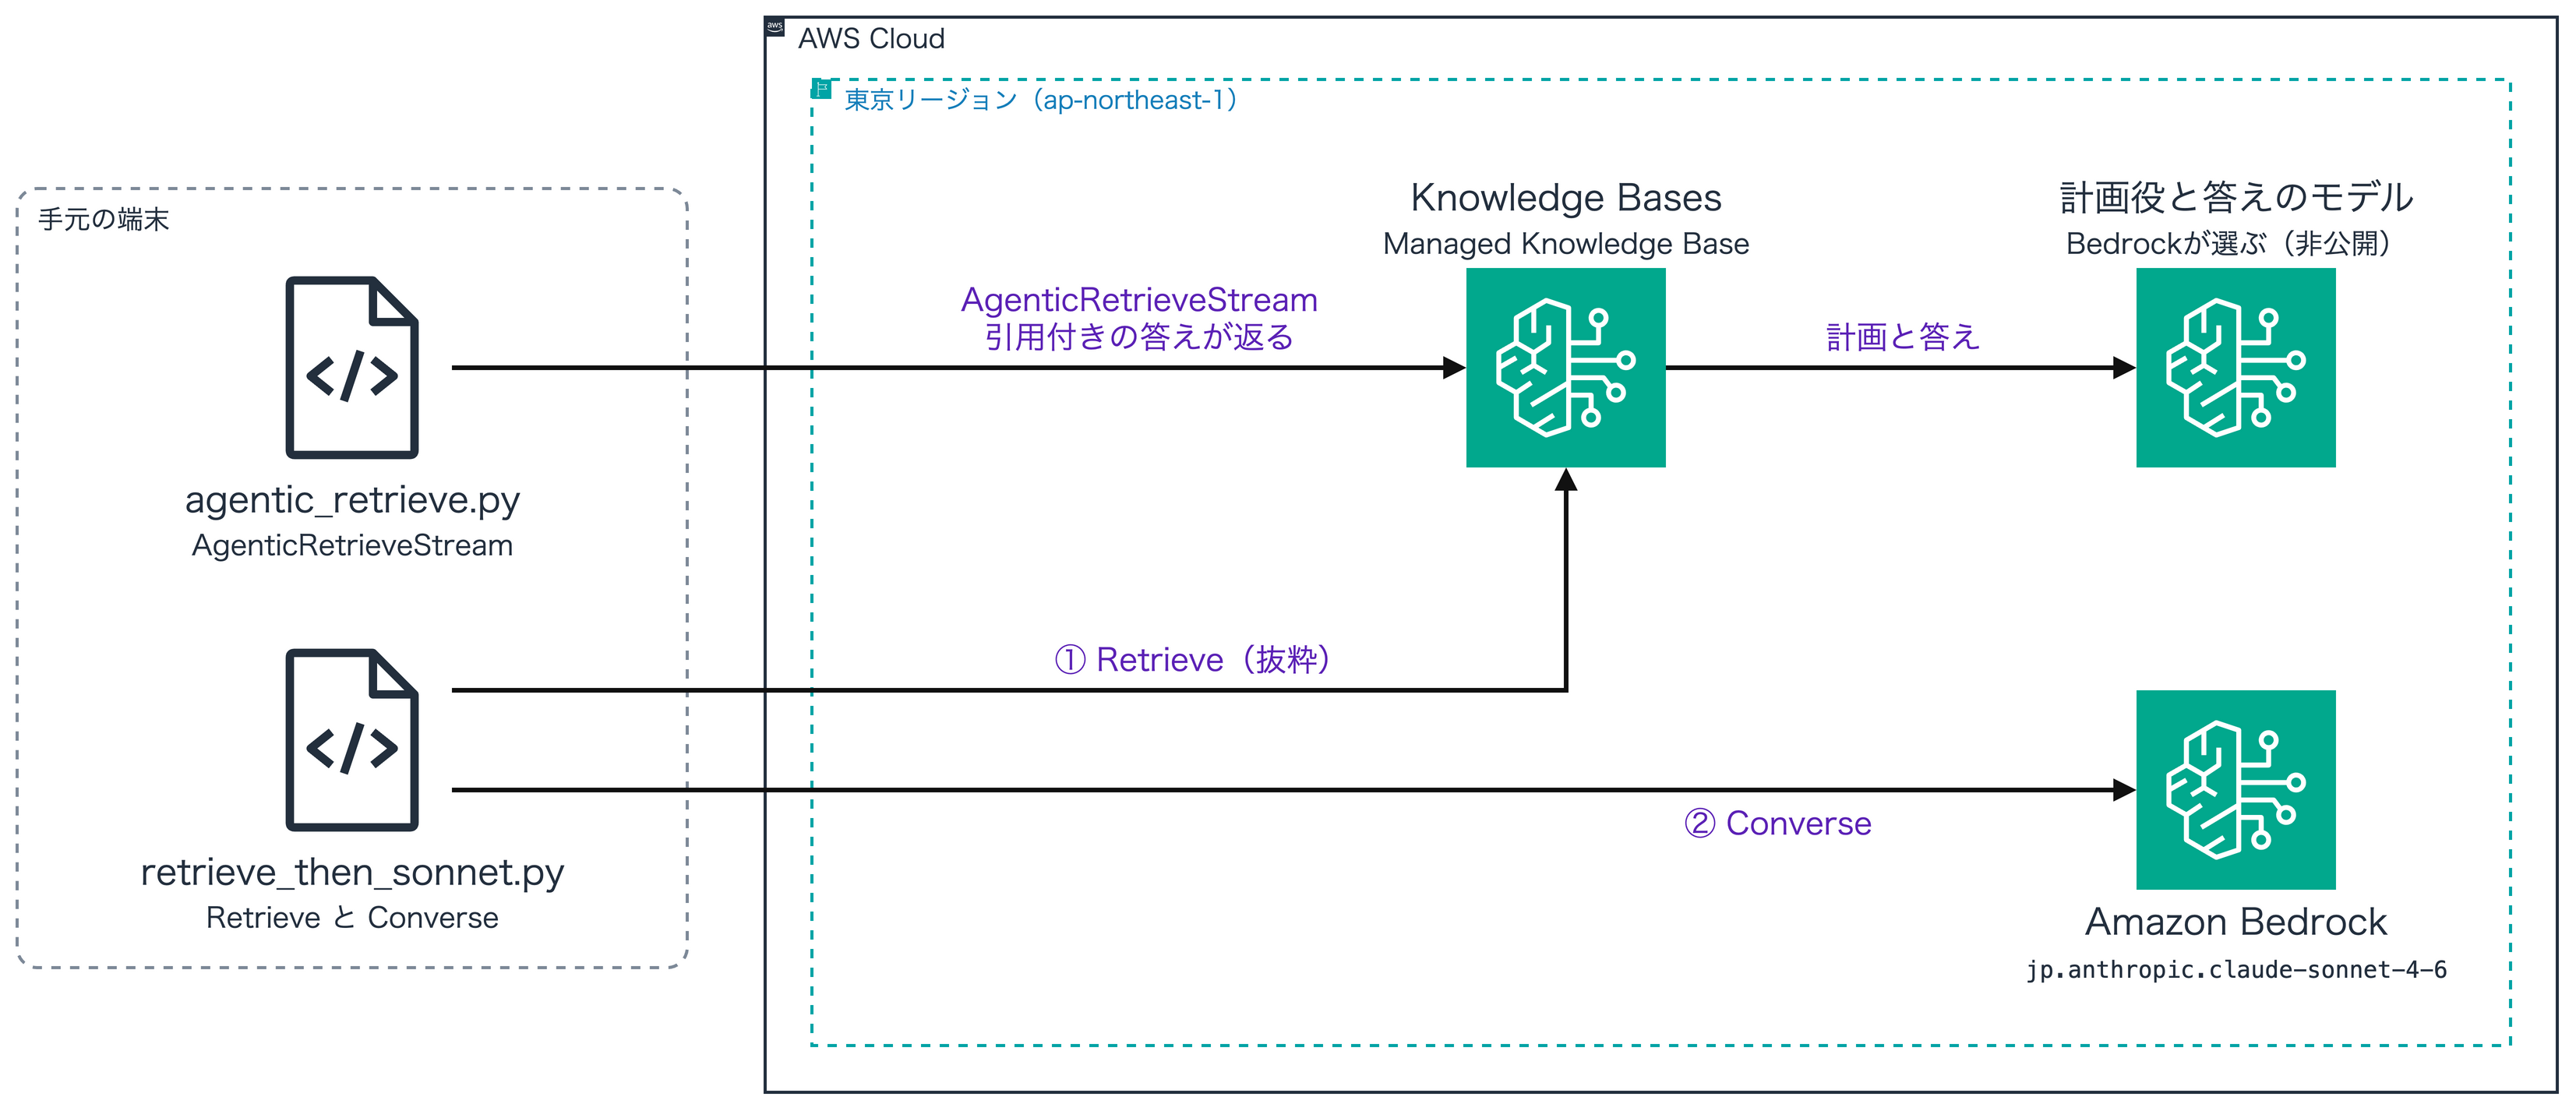 aws
AWS Cloud
東京リージョン（ap-northeast-1）
手元の端末
agentic_retrieve.py
AgenticRetrieveStream
retrieve_then_sonnet.py
Retrieve と Converse
AgenticRetrieveStream
引用付きの答えが返る
Knowledge Bases
Managed Knowledge Base
計画と答え
計画役と答えのモデル
Bedrockが選ぶ（非公開）
① Retrieve（抜粋）
② Converse
Amazon Bedrock
jp.anthropic.claude-sonnet-4-6